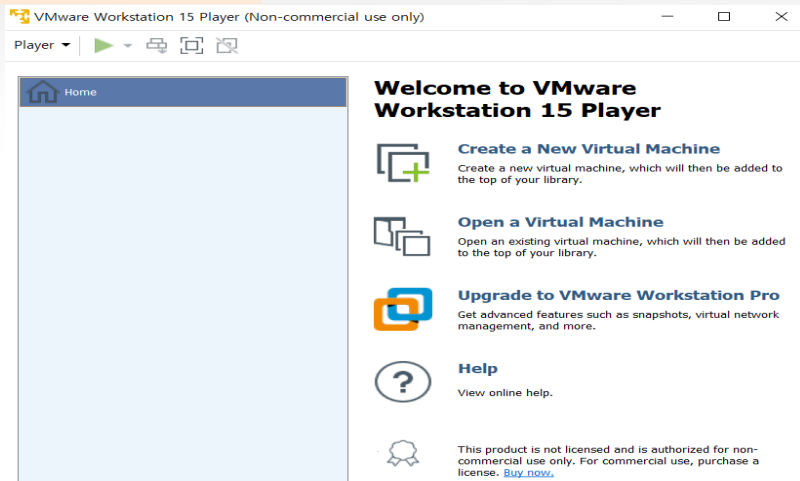 VMware Workstation 15 Player (Non-commercial use only)
Player
Home
Welcome to VMware
Workstation 15 Player
Create a New Virtual Machine
Create a new virtual machine, which will then be added to
the top of your library.
Open a Virtual Machine
Open an existing virtual machine, which will then be added
to the top of your library.
Upgrade to VMware Workstation Pro
Get advanced features such as snapshots, virtual network
management, and more.
?
Help
View online help.
This product is not licensed and is authorized for non-
commercial use only. For commercial use, purchase a
license. Buy now.